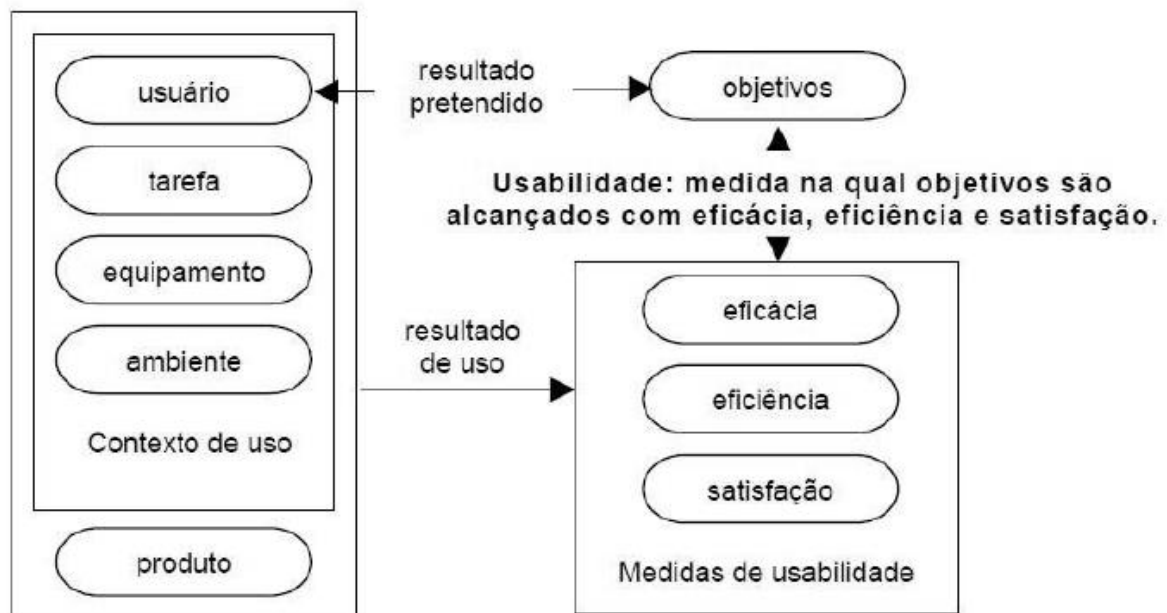 usuário
tarefa
equipamento
ambiente
Contexto de uso
produto
resultado
pretendido
objetivos
Usabilidade: medida na qual objetivos são
alcançados com eficácia, eficiência e satisfação.
resultado
de uso
eficácia
eficiência
satisfação
Medidas de usabilidade